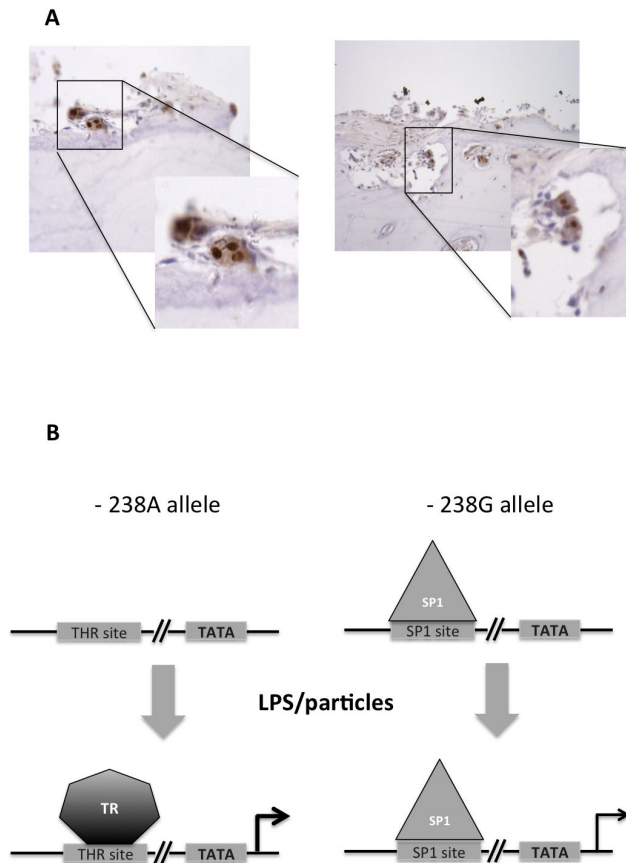 A
B
- 238A allele - 238G allele
SP1
THR site TATA SP1 site TATA
LPS/particles
TR SP1
THR site TATA SP1 site TATA